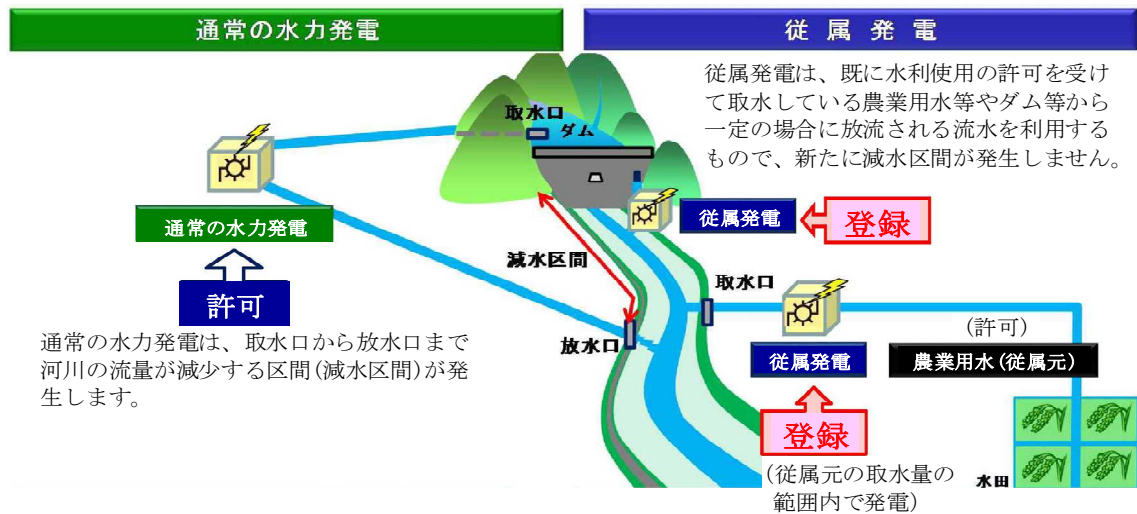 通常の水力発電
従属発電
従属発電は、既に水利使用の許可を受け
て取水している農業用水等やダム等から
一定の場合に放流される流水を利用する
もので、新たに減水区間が発生しません。
取水口
ダム
通常の水力発電
許可
通常の水力発電は、取水口から放水口まで
河川の流量が減少する区間(減水区間)が発
生します。
減水区間
放水口
従属発電
登録
取水口
(許可)
従属発電
農業用水(従属元)
登録
(従属元の取水量の
範囲内で発電)
水田